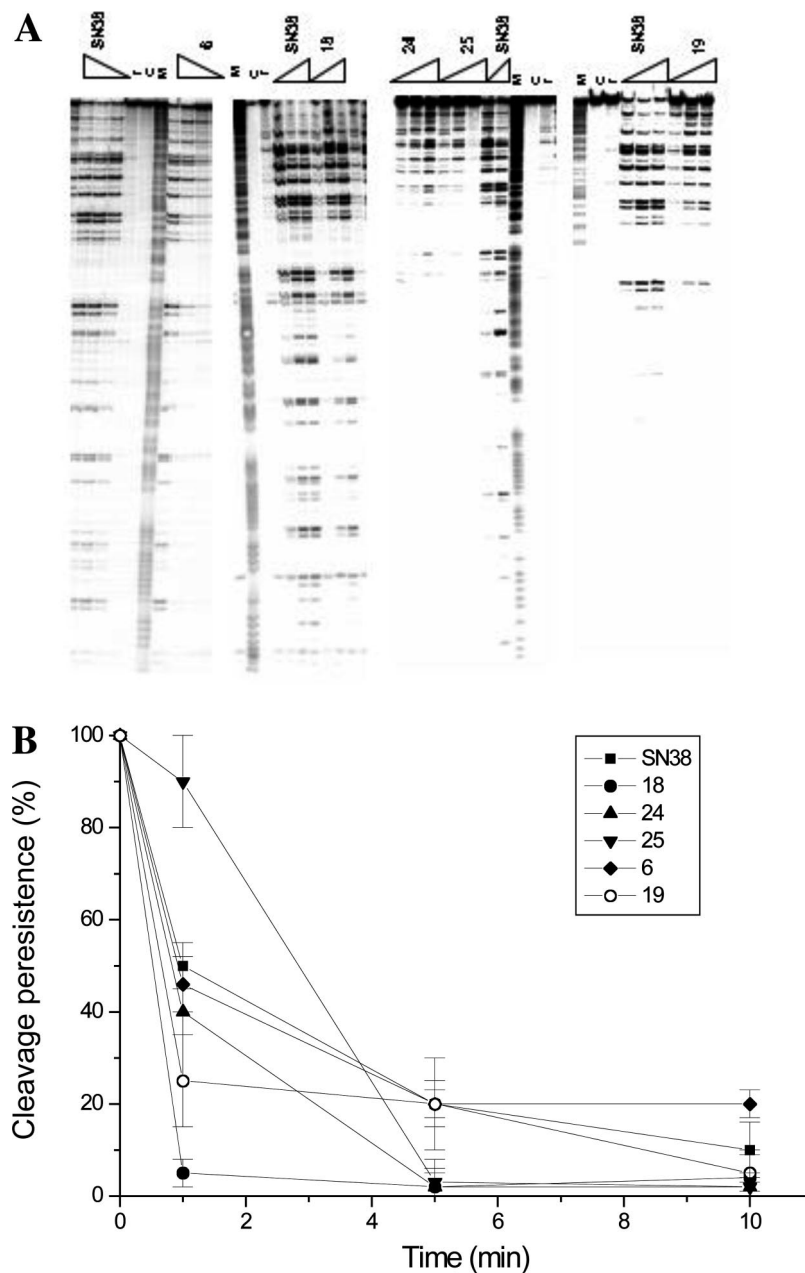 A
SN38 T C M 6 M C T SN38 18 24 25 SN38 M C T M C T SN38 19
B
Cleavage peresistence (%)
100
80
60
40
20
0
SN38
18
24
25
6
19
0 2 4 6 8 10
Time (min)